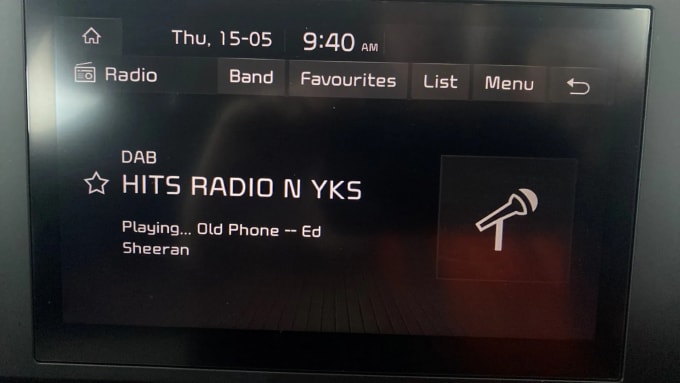 Thu, 15-05 9:40 AM
Radio Band Favourites List Menu
DAB
HITS RADIO N YKS
Playing... Old Phone -- Ed
Sheeran